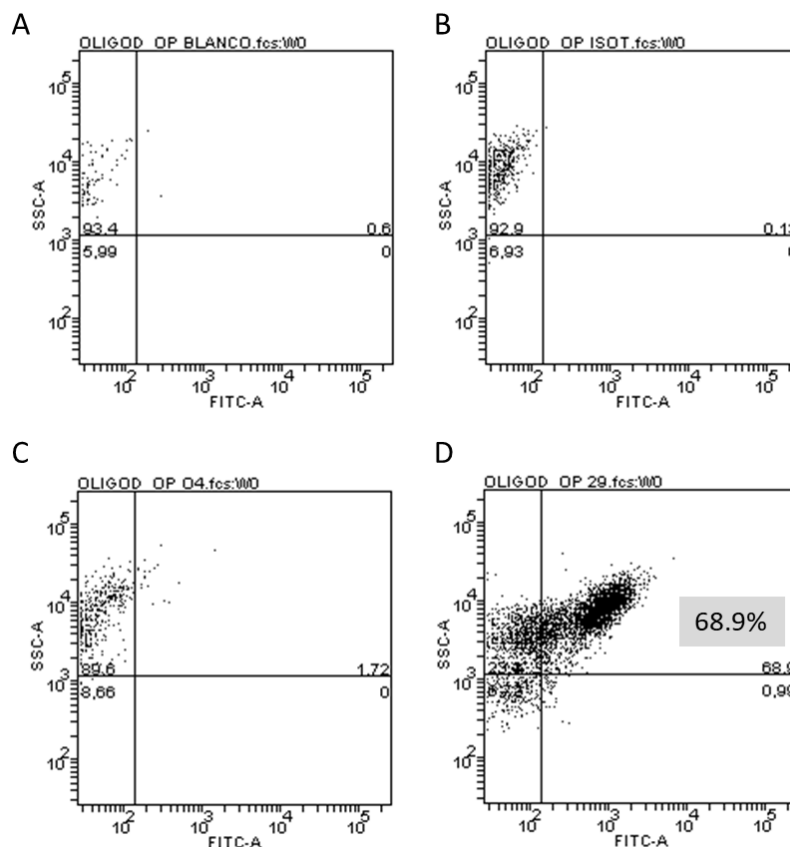 A
OLIGOD OP BLANCO.fcs:W0
SSC-A
10^5
10^4
10^3
10^2
93.4
0.6
5,99
0
10^2 10^3 10^4 10^5
FITC-A
B
OLIGOD OP ISOT.fcs:W0
SSC-A
10^5
10^4
10^3
10^2
92.9
6,93
10^2 10^3 10^4 10^5
FITC-A
C
OLIGOD OP O4.fcs:W0
SSC-A
10^5
10^4
10^3
10^2
89.6
1.72
8,66
0
10^2 10^3 10^4 10^5
FITC-A
D
OLIGOD OP 29.fcs:W0
SSC-A
10^5
10^4
10^3
10^2
68.9%
68.9
0,99
10^2 10^3 10^4 10^5
FITC-A